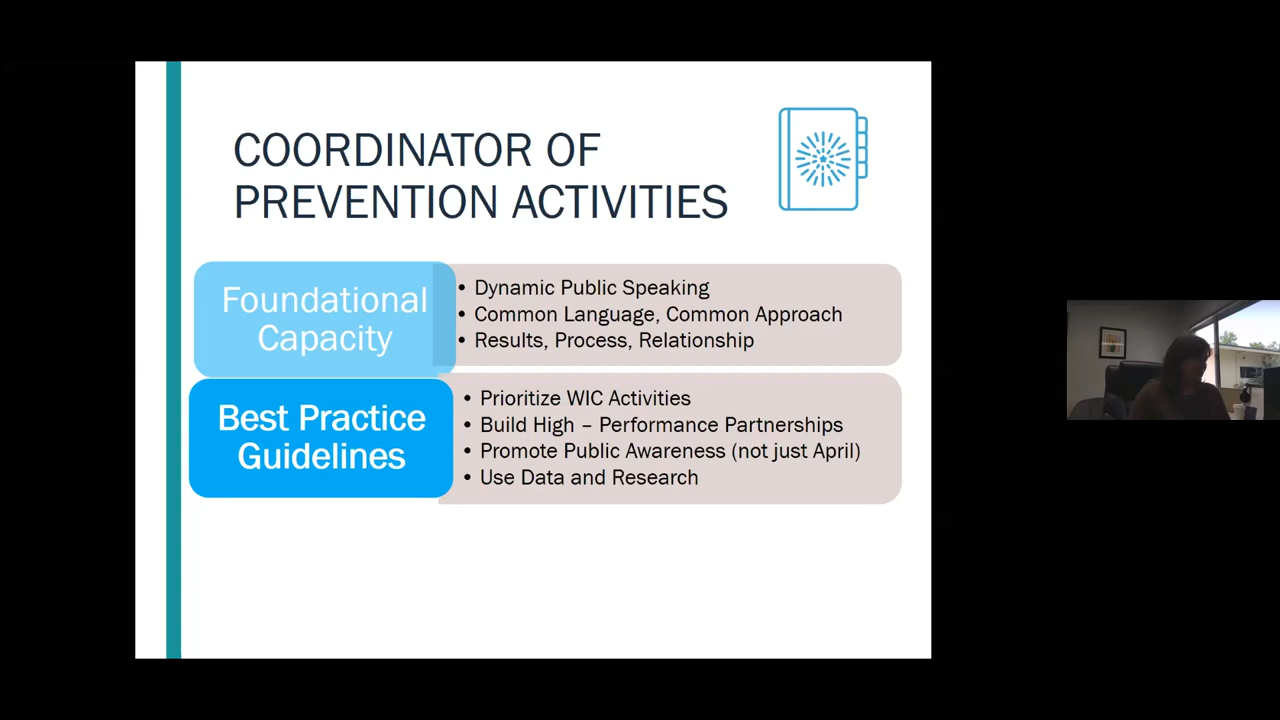 COORDINATOR OF
PREVENTION ACTIVITIES
Foundational
Capacity
• Dynamic Public Speaking
• Common Language, Common Approach
• Results, Process, Relationship
Best Practice
Guidelines
• Prioritize WIC Activities
• Build High – Performance Partnerships
• Promote Public Awareness (not just April)
• Use Data and Research